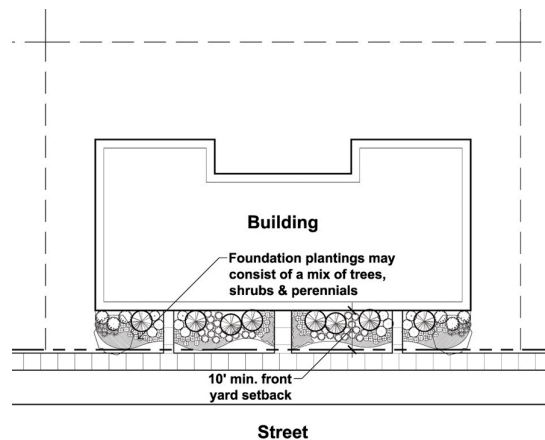 Building
Foundation plantings may
consist of a mix of trees,
shrubs & perennials
10' min. front
yard setback
Street